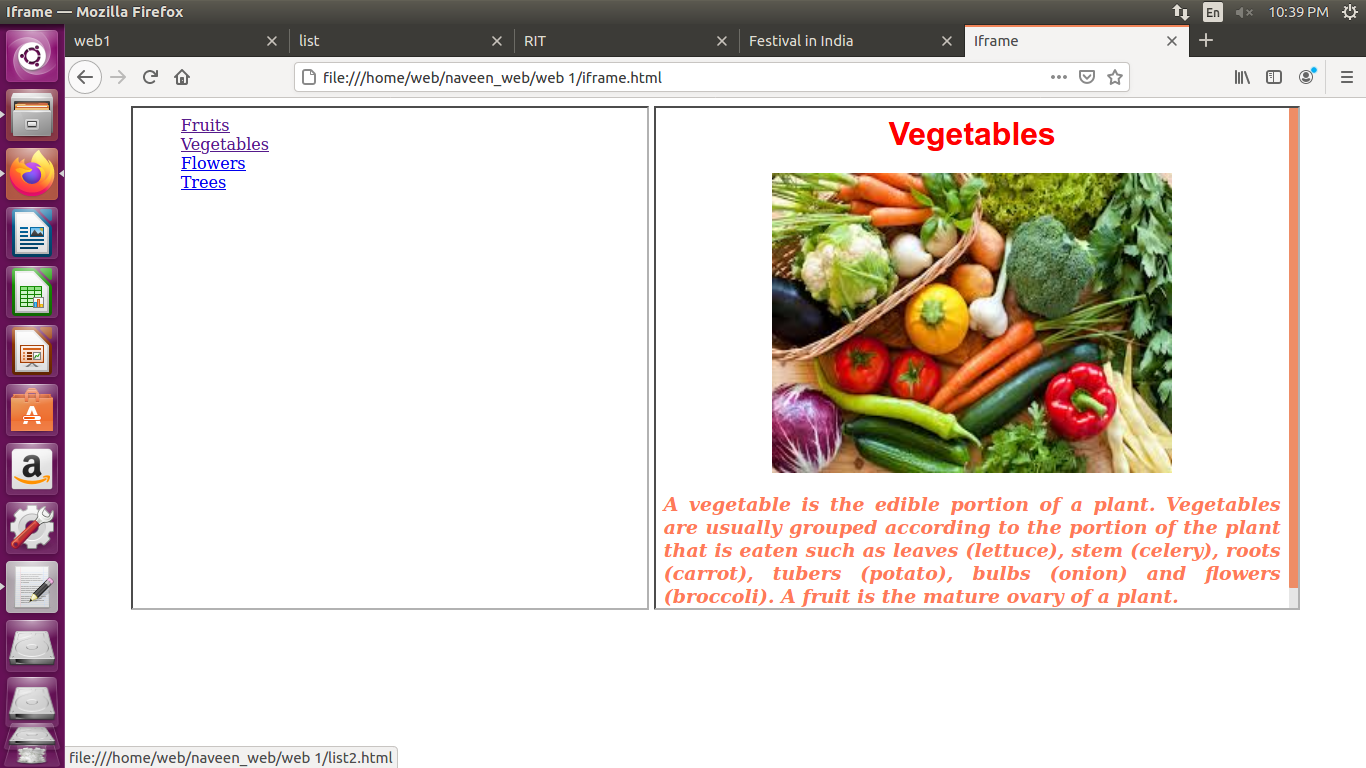 Iframe — Mozilla Firefox
En
10:39 PM
web1
list
RIT
Festival in India
Iframe
file:///home/web/naveen_web/web 1/iframe.html
Fruits
Vegetables
Flowers
Trees
Vegetables
A vegetable is the edible portion of a plant. Vegetables
are usually grouped according to the portion of the plant
that is eaten such as leaves (lettuce), stem (celery), roots
(carrot), tubers (potato), bulbs (onion) and flowers
(broccoli). A fruit is the mature ovary of a plant.
file:///home/web/naveen_web/web 1/list2.html